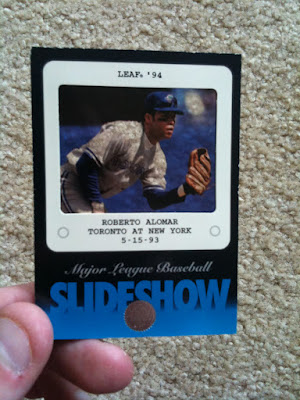 LEAF® '94
ROBERTO ALOMAR
TORONTO AT NEW YORK
5-15-93
Major League Baseball
SLIDESHOW